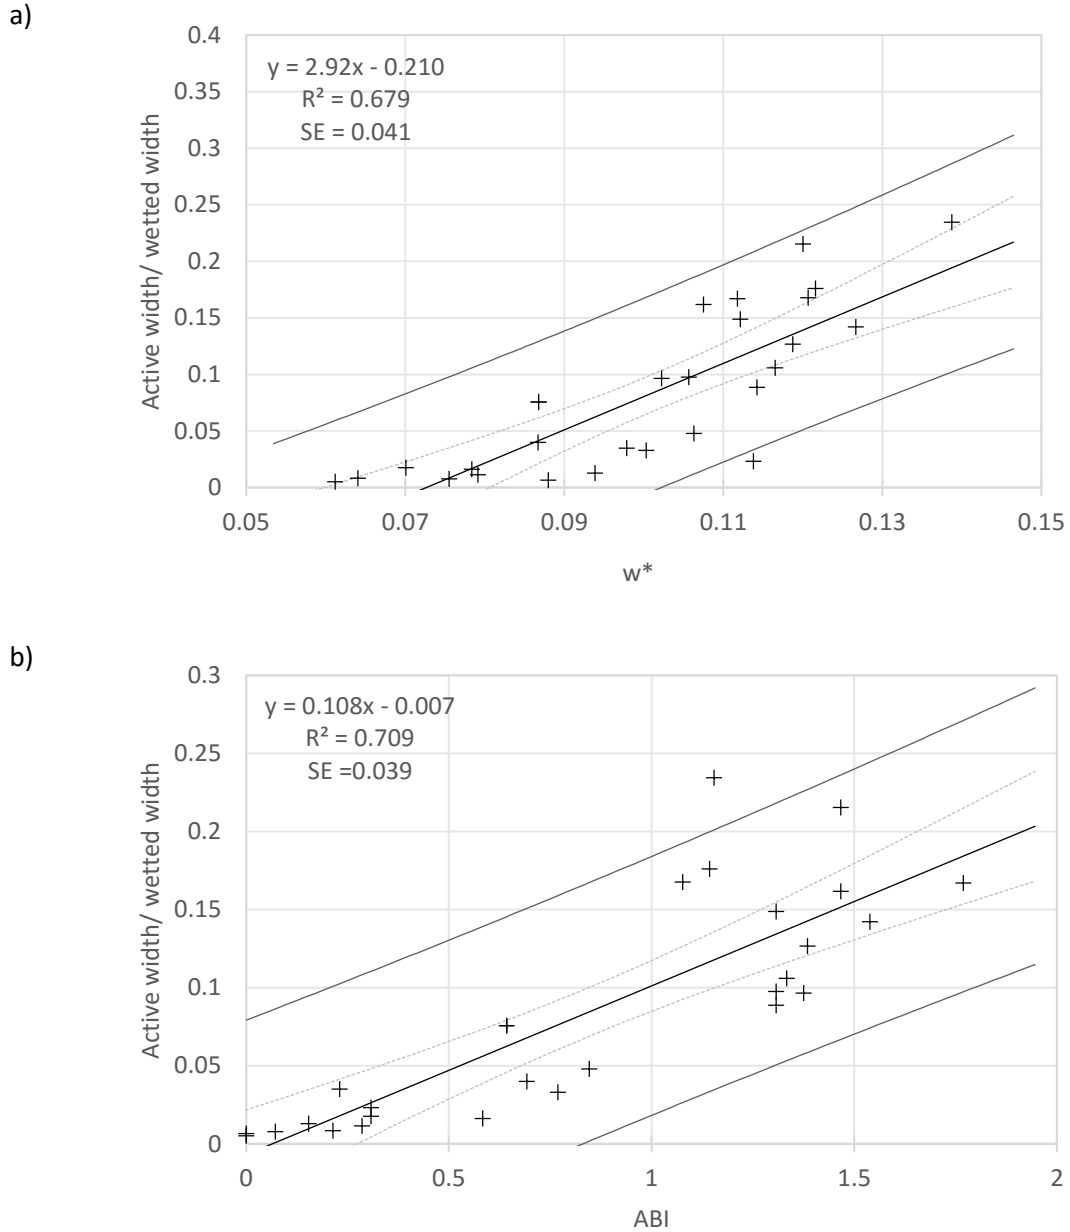 a)
0.4
0.35
0.3
0.25
0.2
0.15
0.1
0.05
0
Active width/ wetted width
y = 2.92x - 0.210
R² = 0.679
SE = 0.041
0.05 0.07 0.09 0.11 0.13 0.15
w*
b)
0.3
0.25
0.2
0.15
0.1
0.05
0
Active width/ wetted width
y = 0.108x - 0.007
R² = 0.709
SE =0.039
0 0.5 1 1.5 2
ABI